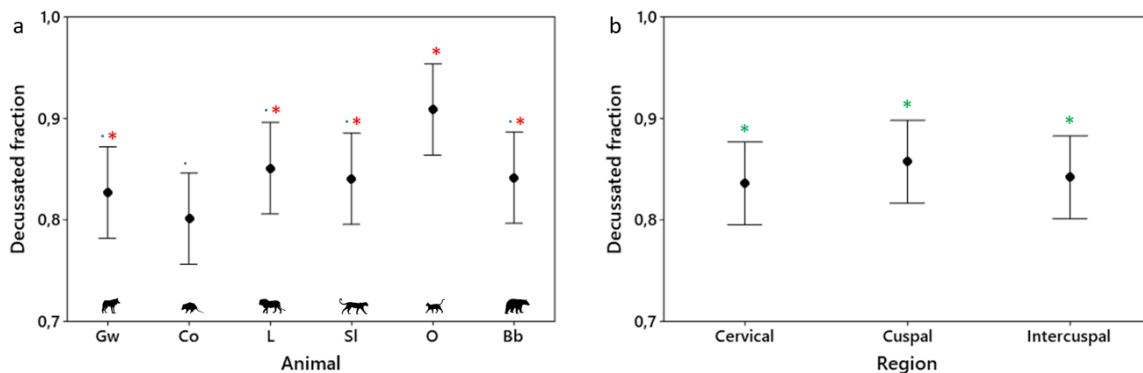 a
1,0
0,9
0,8
0,7
Decussated fraction
* * * * *
Gw Co L Sl O Bb
Animal
b
1,0
0,9
0,8
0,7
Decussated fraction
* * *
Cervical Cuspal Intercuspal
Region